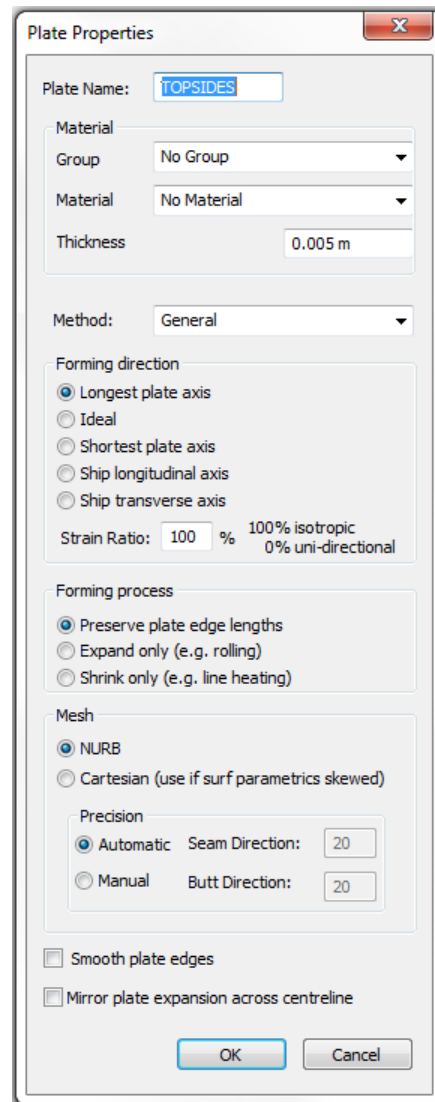 Plate Properties
Plate Name: TOPSIDES
Material
Group No Group
Material No Material
Thickness 0.005 m
Method: General
Forming direction
Longest plate axis
Ideal
Shortest plate axis
Ship longitudinal axis
Ship transverse axis
Strain Ratio: 100 % 100% isotropic
0% uni-directional
Forming process
Preserve plate edge lengths
Expand only (e.g. rolling)
Shrink only (e.g. line heating)
Mesh
NURB
Cartesian (use if surf parametrics skewed)
Precision
Automatic Seam Direction: 20
Manual Butt Direction: 20
Smooth plate edges
Mirror plate expansion across centreline
OK Cancel